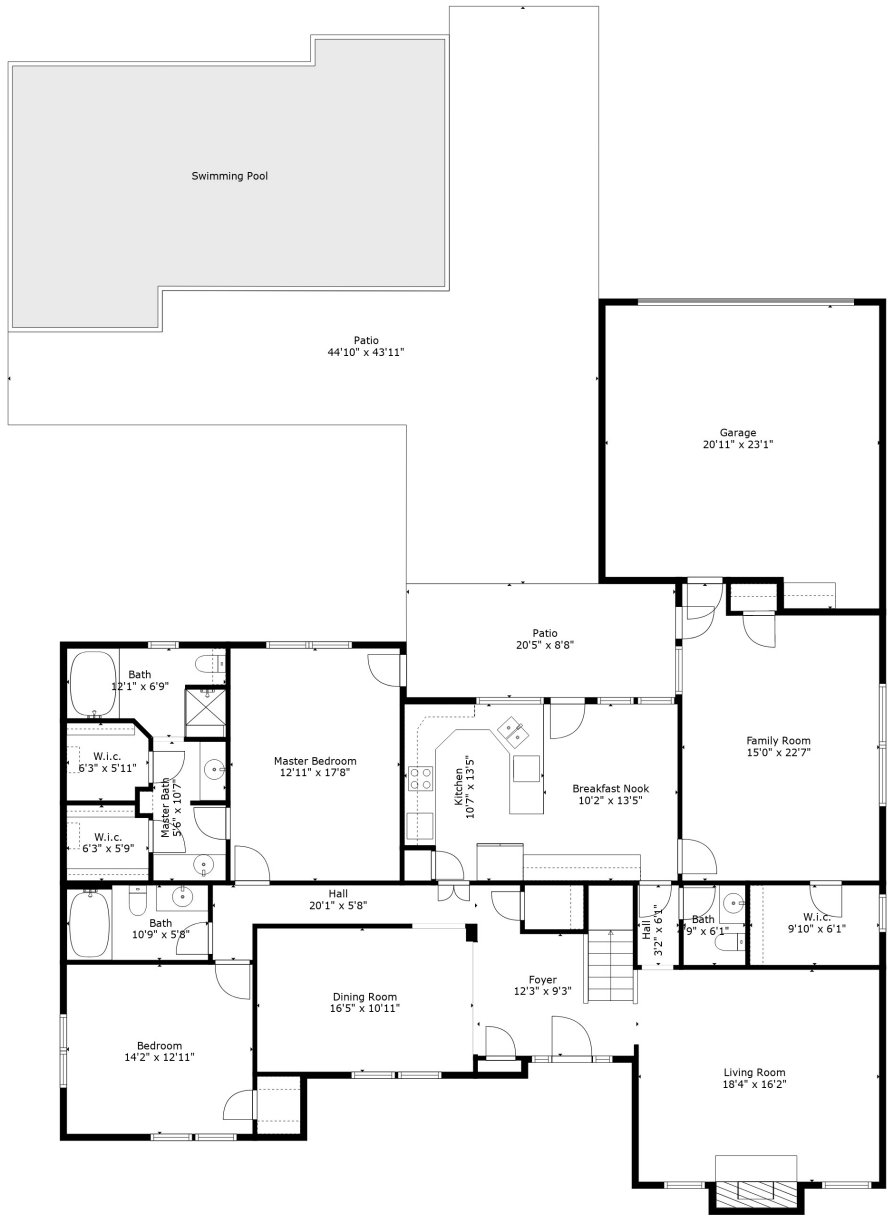 Swimming Pool
Patio
44'10" x 43'11"
Garage
20'11" x 23'1"
Patio
20'5" x 8'8"
Bath
12'1" x 6'9"
W.i.c.
6'3" x 5'11"
Master Bedroom
12'11" x 17'8"
Master Bath
5'6" x 10'7"
Kitchen
10'7" x 13'5"
Breakfast Nook
10'2" x 13'5"
Family Room
15'0" x 22'7"
W.i.c.
6'3" x 5'9"
Hall
20'1" x 5'8"
Bath
10'9" x 5'8"
Hall
3'2" x 6'1"
Bath
'9" x 6'1"
W.i.c.
9'10" x 6'1"
Foyer
12'3" x 9'3"
Dining Room
16'5" x 10'11"
Bedroom
14'2" x 12'11"
Living Room
18'4" x 16'2"